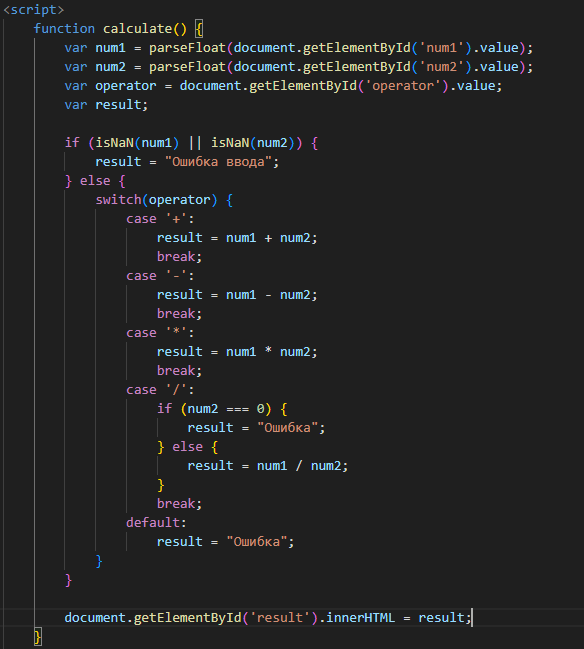 <script>
function calculate() {
var num1 = parseFloat(document.getElementById('num1').value);
var num2 = parseFloat(document.getElementById('num2').value);
var operator = document.getElementById('operator').value;
var result;
if (isNaN(num1) || isNaN(num2)) {
result = "Ошибка ввода";
} else {
switch(operator) {
case '+':
result = num1 + num2;
break;
case '-':
result = num1 - num2;
break;
case '*':
result = num1 * num2;
break;
case '/':
if (num2 === 0) {
result = "Ошибка";
} else {
result = num1 / num2;
}
break;
default:
result = "Ошибка";
}
}
document.getElementById('result').innerHTML = result;
}